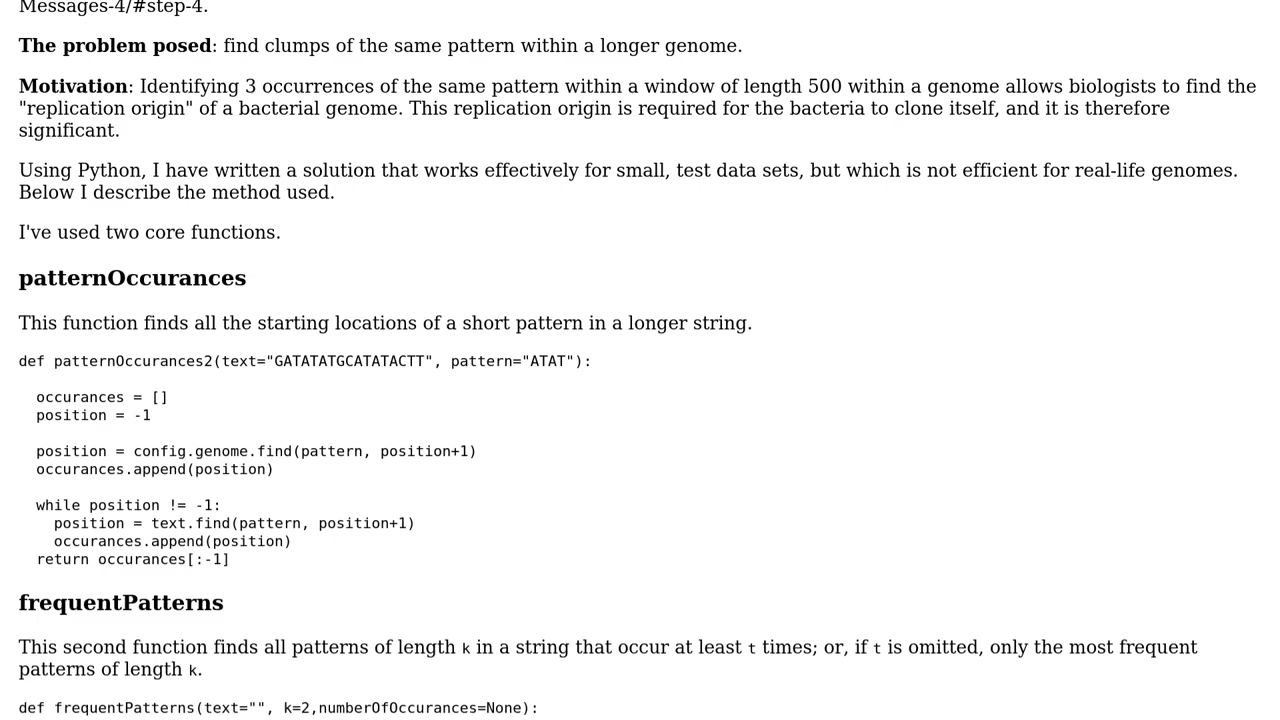 Messages-4/#step-4.
The problem posed: find clumps of the same pattern within a longer genome.
Motivation: Identifying 3 occurrences of the same pattern within a window of length 500 within a genome allows biologists to find the
"replication origin" of a bacterial genome. This replication origin is required for the bacteria to clone itself, and it is therefore
significant.
Using Python, I have written a solution that works effectively for small, test data sets, but which is not efficient for real-life genomes.
Below I describe the method used.
I've used two core functions.
patternOccurances
This function finds all the starting locations of a short pattern in a longer string.
def patternOccurances2(text="GATATATGCATATACTT", pattern="ATAT"):
  occurances = []
  position = -1
  position = config.genome.find(pattern, position+1)
  occurances.append(position)
  while position != -1:
    position = text.find(pattern, position+1)
    occurances.append(position)
  return occurances[:-1]
frequentPatterns
This second function finds all patterns of length k in a string that occur at least t times; or, if t is omitted, only the most frequent
patterns of length k.
def frequentPatterns(text="", k=2,numberOfOccurances=None):